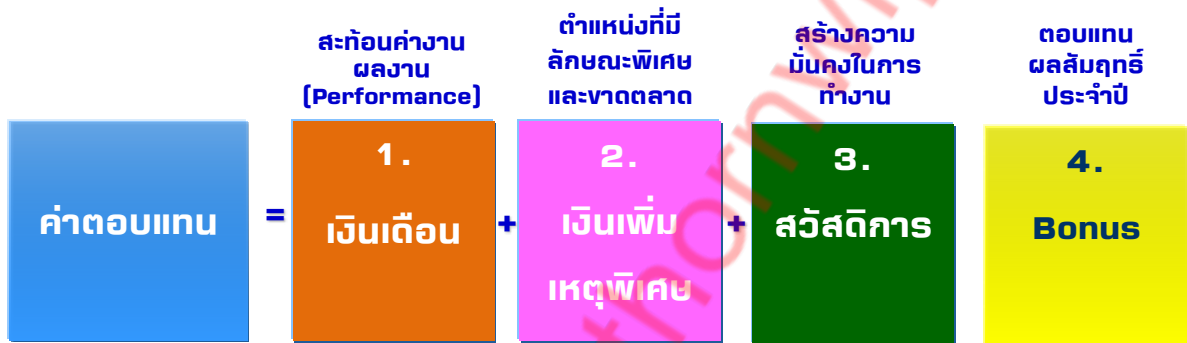 สะท้อนค่างาน
ผลงาน
(Performance)
ตำแหน่งที่มี
ลักษณะพิเศษ
และขาดตลาด
สร้างความ
มั่นคงในการ
ทำงาน
ตอบแทน
ผลสัมฤทธิ์
ประจำปี
ค่าตอบแทน
=
1.
เงินเดือน
+
2.
เงินเพิ่ม
เหตุพิเศษ
+
3.
สวัสดิการ
4.
Bonus